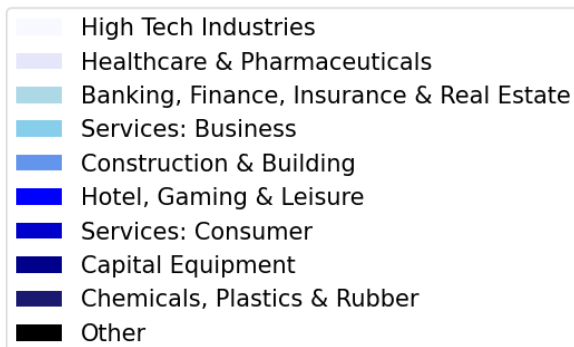 High Tech Industries
Healthcare & Pharmaceuticals
Banking, Finance, Insurance & Real Estate
Services: Business
Construction & Building
Hotel, Gaming & Leisure
Services: Consumer
Capital Equipment
Chemicals, Plastics & Rubber
Other